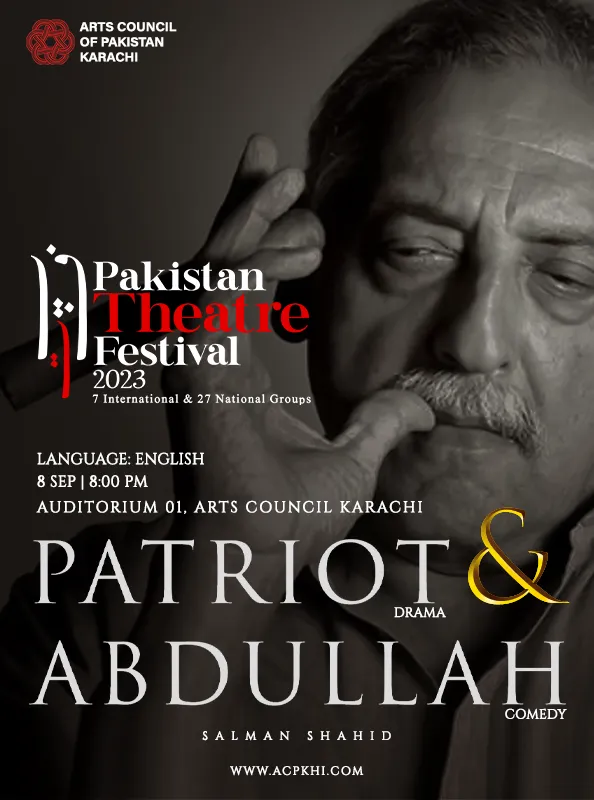 ARTS COUNCIL
OF PAKISTAN
KARACHI
Pakistan
Theatre
Festival
2023
7 International & 27 National Groups
LANGUAGE: ENGLISH
8 SEP | 8:00 PM
AUDITORIUM 01, ARTS COUNCIL KARACHI
PATRIOT &
DRAMA
ABDULLAH
COMEDY
SALMAN SHAHID
WWW.ACPKHI.COM